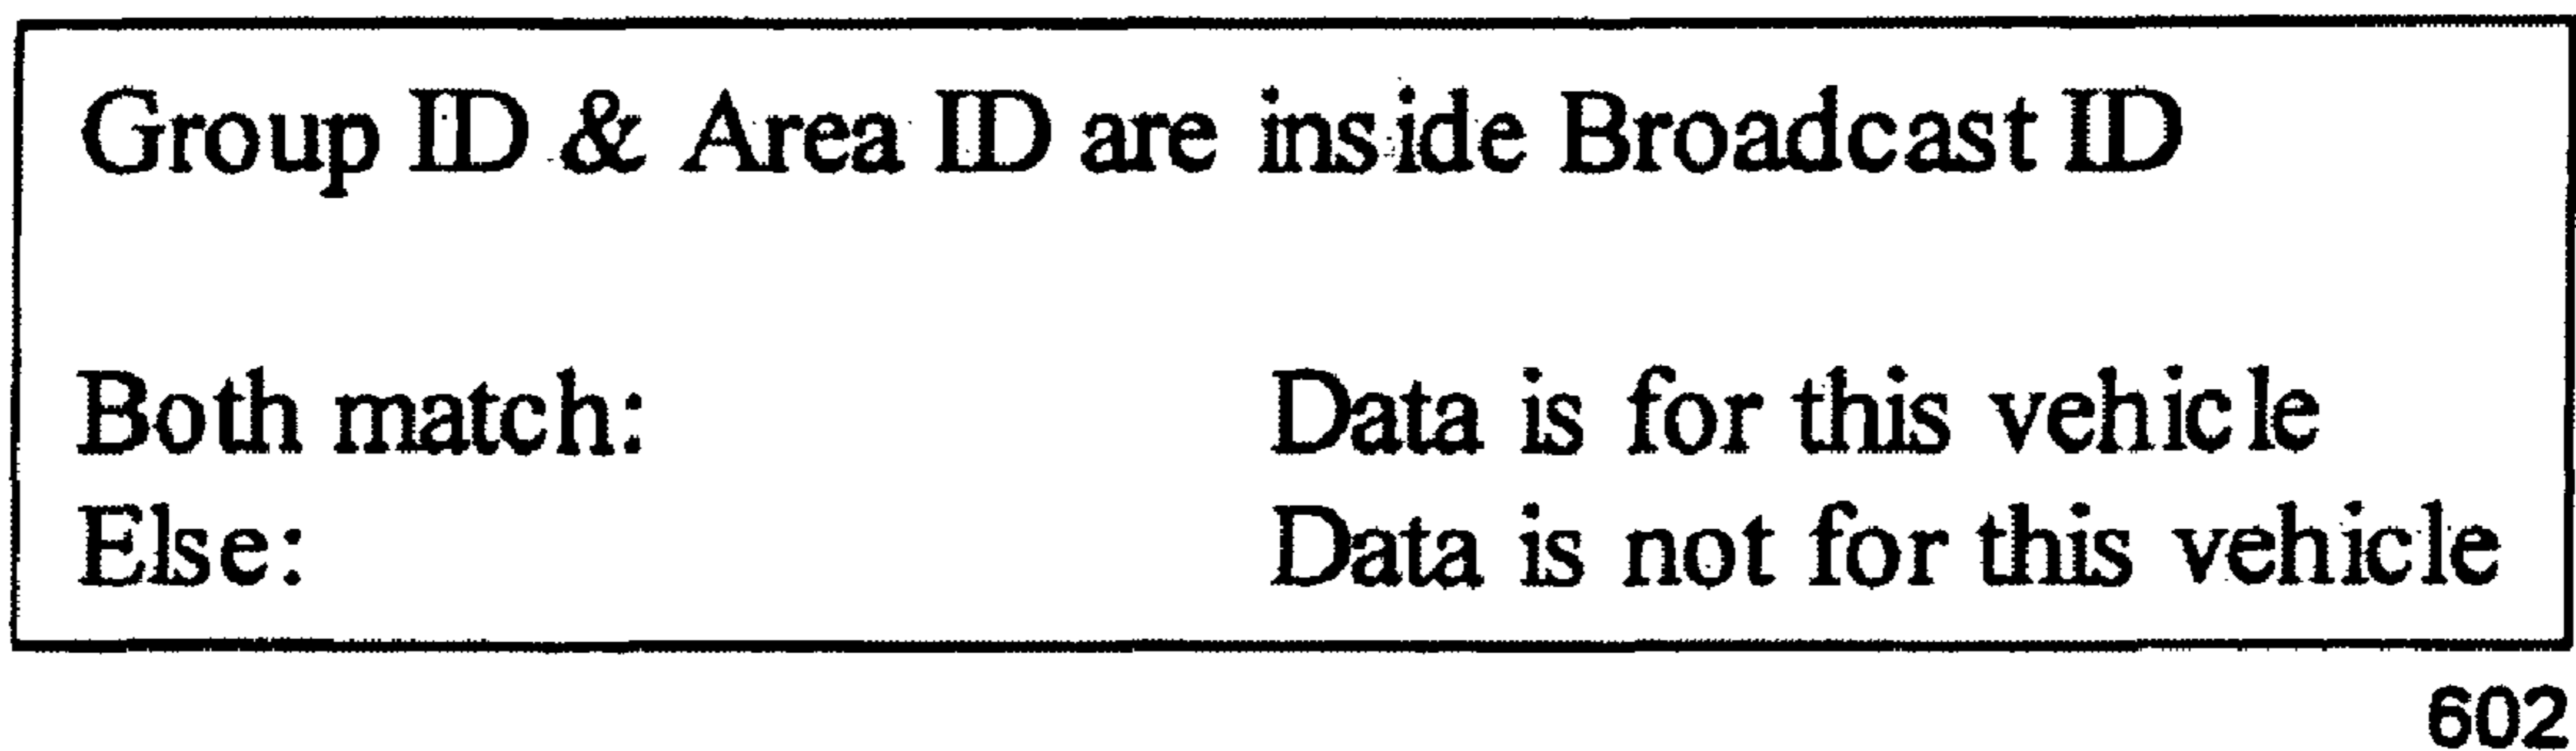 Group ID & Area ID are inside Broadcast ID
Both match: Data is for this vehicle
Else: Data is not for this vehicle
602